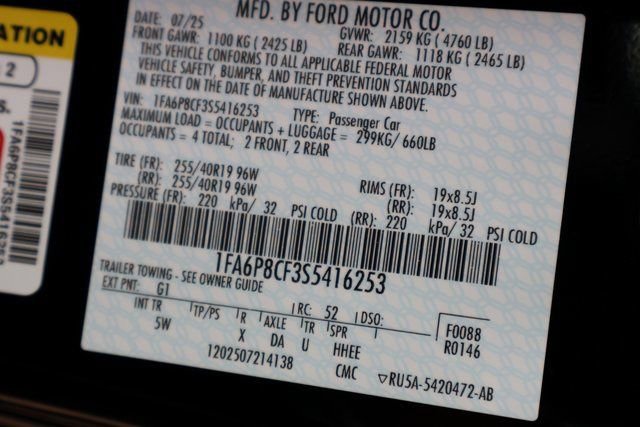 ATION
2
S.
1FA6P8CF3S5416253
MFD. BY FORD MOTOR CO.
DATE: 07/25 GVWR: 2159 KG (4760 LB)
FRONT GAWR: 1100 KG (2425 LB) REAR GAWR: 1118 KG (2465 LB)
THIS VEHICLE CONFORMS TO ALL APPLICABLE FEDERAL MOTOR
VEHICLE SAFETY, BUMPER, AND THEFT PREVENTION STANDARDS
IN EFFECT ON THE DATE OF MANUFACTURE SHOWN ABOVE.
VIN: 1FA6P8CF3S5416253 TYPE: Passenger Car
MAXIMUM LOAD = OCCUPANTS + LUGGAGE = 299KG/660LB
OCCUPANTS = 4 TOTAL; 2 FRONT, 2 REAR
TIRE (FR): 255/40R19 96W RIMS (FR): 19x8.5J
(RR): 255/40R19 96W (RR): 19x8.5J
PRESSURE (FR): 220 kPa/ 32 PSI COLD (RR): 220 kPa/ 32 PSI COLD
1FA6P8CF3S5416253
TRAILER TOWING - SEE OWNER GUIDE
EXT PNT: G1 RC: 52 DSO: F0088
INT TR TP/PS R AXLE TR SPR R0146
5W X DA U HHEE
1202507214138 CMC ▽RU5A-5420472-AB